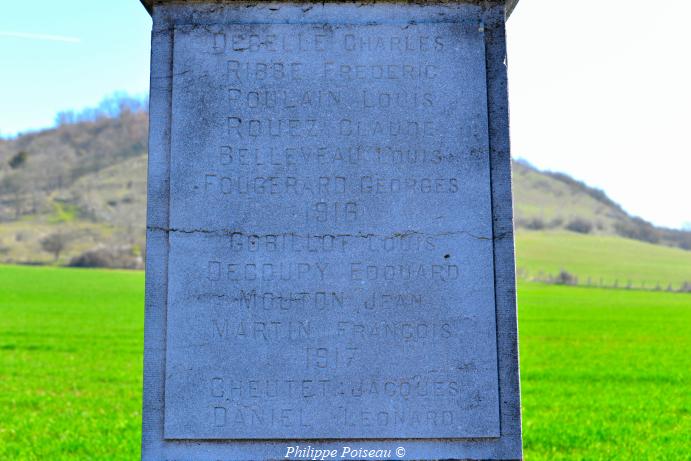 DEBELLE CHARLES
RIBBE FREDERIC
POULAIN LOUIS
ROUEZ CLAUDE
BELLEVEAU LOUIS
FOUGERARD GEORGES
1916
GORILLOT LOUIS
DECOUPY EDOUARD
MOUTON JEAN
MARTIN FRANÇOIS
1917
CHEUTET JACQUES
DANIEL LEONARD
Philippe Poiseau ©